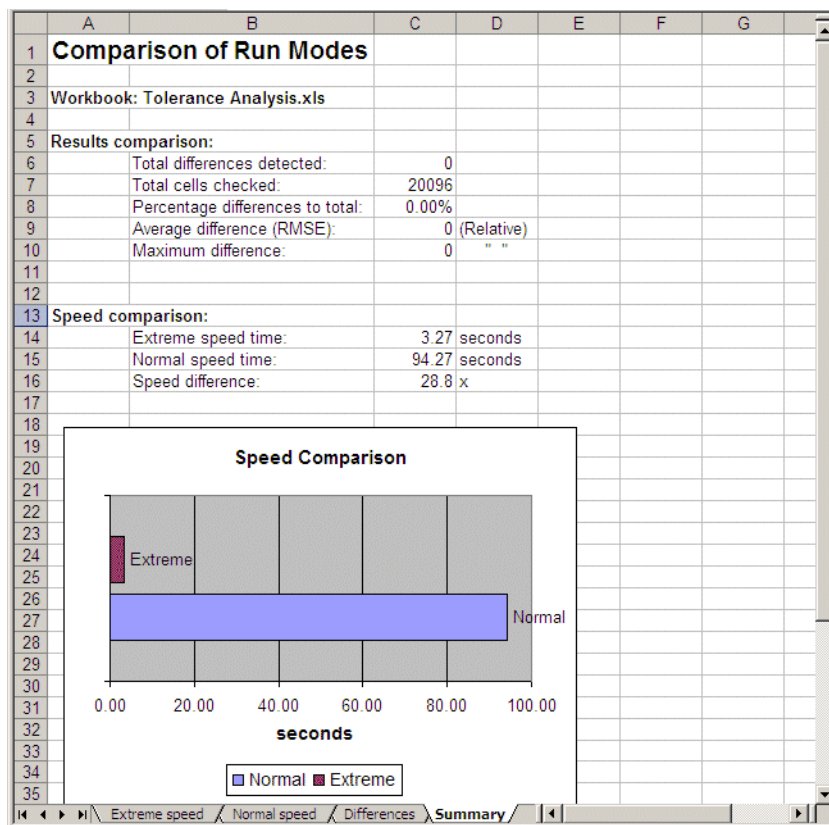 A B C D E F G
1 Comparison of Run Modes
2
3 Workbook: Tolerance Analysis.xls
4
5 Results comparison:
6 Total differences detected: 0
7 Total cells checked: 20096
8 Percentage differences to total: 0.00%
9 Average difference (RMSE): 0 (Relative)
10 Maximum difference: 0 " "
11
12
13 Speed comparison:
14 Extreme speed time: 3.27 seconds
15 Normal speed time: 94.27 seconds
16 Speed difference: 28.8 x
17
18
19 Speed Comparison
20
21
22
23
24 Extreme
25
26
27 Normal
28
29
30
31 0.00 20.00 40.00 60.00 80.00 100.00
32 seconds
33
34 Normal Extreme
35
Extreme speed Normal speed Differences Summary